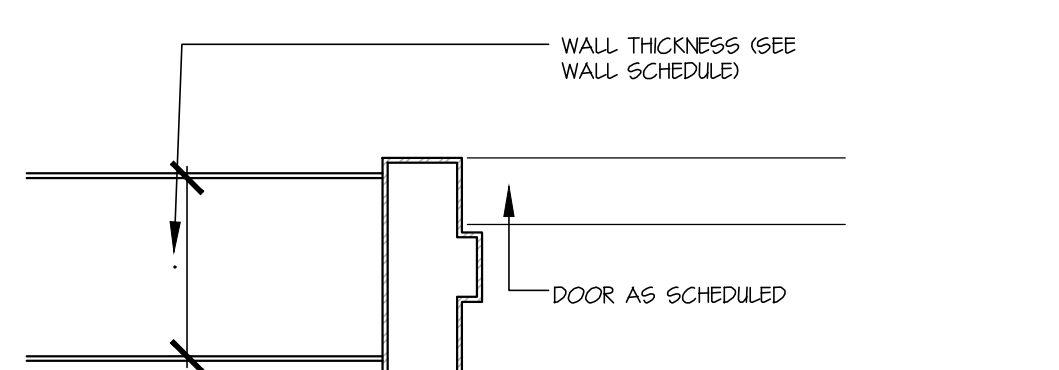 WALL THICKNESS (SEE
WALL SCHEDULE)
DOOR AS SCHEDULED